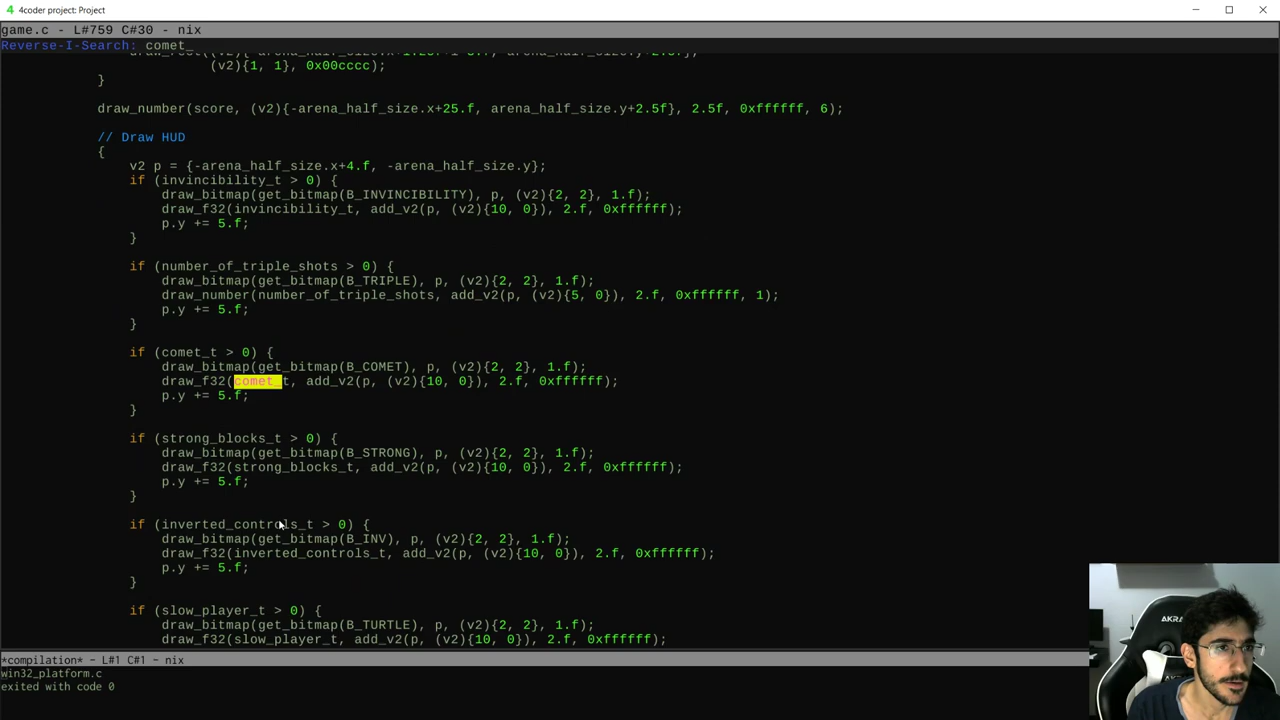 4 4coder project: Project
game.c - L#759 C#30 - nix
Reverse-I-Search: comet_
(v2){1, 1}, 0x00cccc);
}
draw_number(score, (v2){-arena_half_size.x+25.f, arena_half_size.y+2.5f}, 2.5f, 0xffffff, 6);
// Draw HUD
{
v2 p = {-arena_half_size.x+4.f, -arena_half_size.y};
if (invincibility_t > 0) {
draw_bitmap(get_bitmap(B_INVINCIBILITY), p, (v2){2, 2}, 1.f);
draw_f32(invincibility_t, add_v2(p, (v2){10, 0}), 2.f, 0xffffff);
p.y += 5.f;
}
if (number_of_triple_shots > 0) {
draw_bitmap(get_bitmap(B_TRIPLE), p, (v2){2, 2}, 1.f);
draw_number(number_of_triple_shots, add_v2(p, (v2){5, 0}), 2.f, 0xffffff, 1);
p.y += 5.f;
}
if (comet_t > 0) {
draw_bitmap(get_bitmap(B_COMET), p, (v2){2, 2}, 1.f);
draw_f32(comet_t, add_v2(p, (v2){10, 0}), 2.f, 0xffffff);
p.y += 5.f;
}
if (strong_blocks_t > 0) {
draw_bitmap(get_bitmap(B_STRONG), p, (v2){2, 2}, 1.f);
draw_f32(strong_blocks_t, add_v2(p, (v2){10, 0}), 2.f, 0xffffff);
p.y += 5.f;
}
if (inverted_controls_t > 0) {
draw_bitmap(get_bitmap(B_INV), p, (v2){2, 2}, 1.f);
draw_f32(inverted_controls_t, add_v2(p, (v2){10, 0}), 2.f, 0xffffff);
p.y += 5.f;
}
if (slow_player_t > 0) {
draw_bitmap(get_bitmap(B_TURTLE), p, (v2){2, 2}, 1.f);
draw_f32(slow_player_t, add_v2(p, (v2){10, 0}), 2.f, 0xffffff);
*compilation* - L#1 C#1 - nix
win32_platform.c
exited with code 0